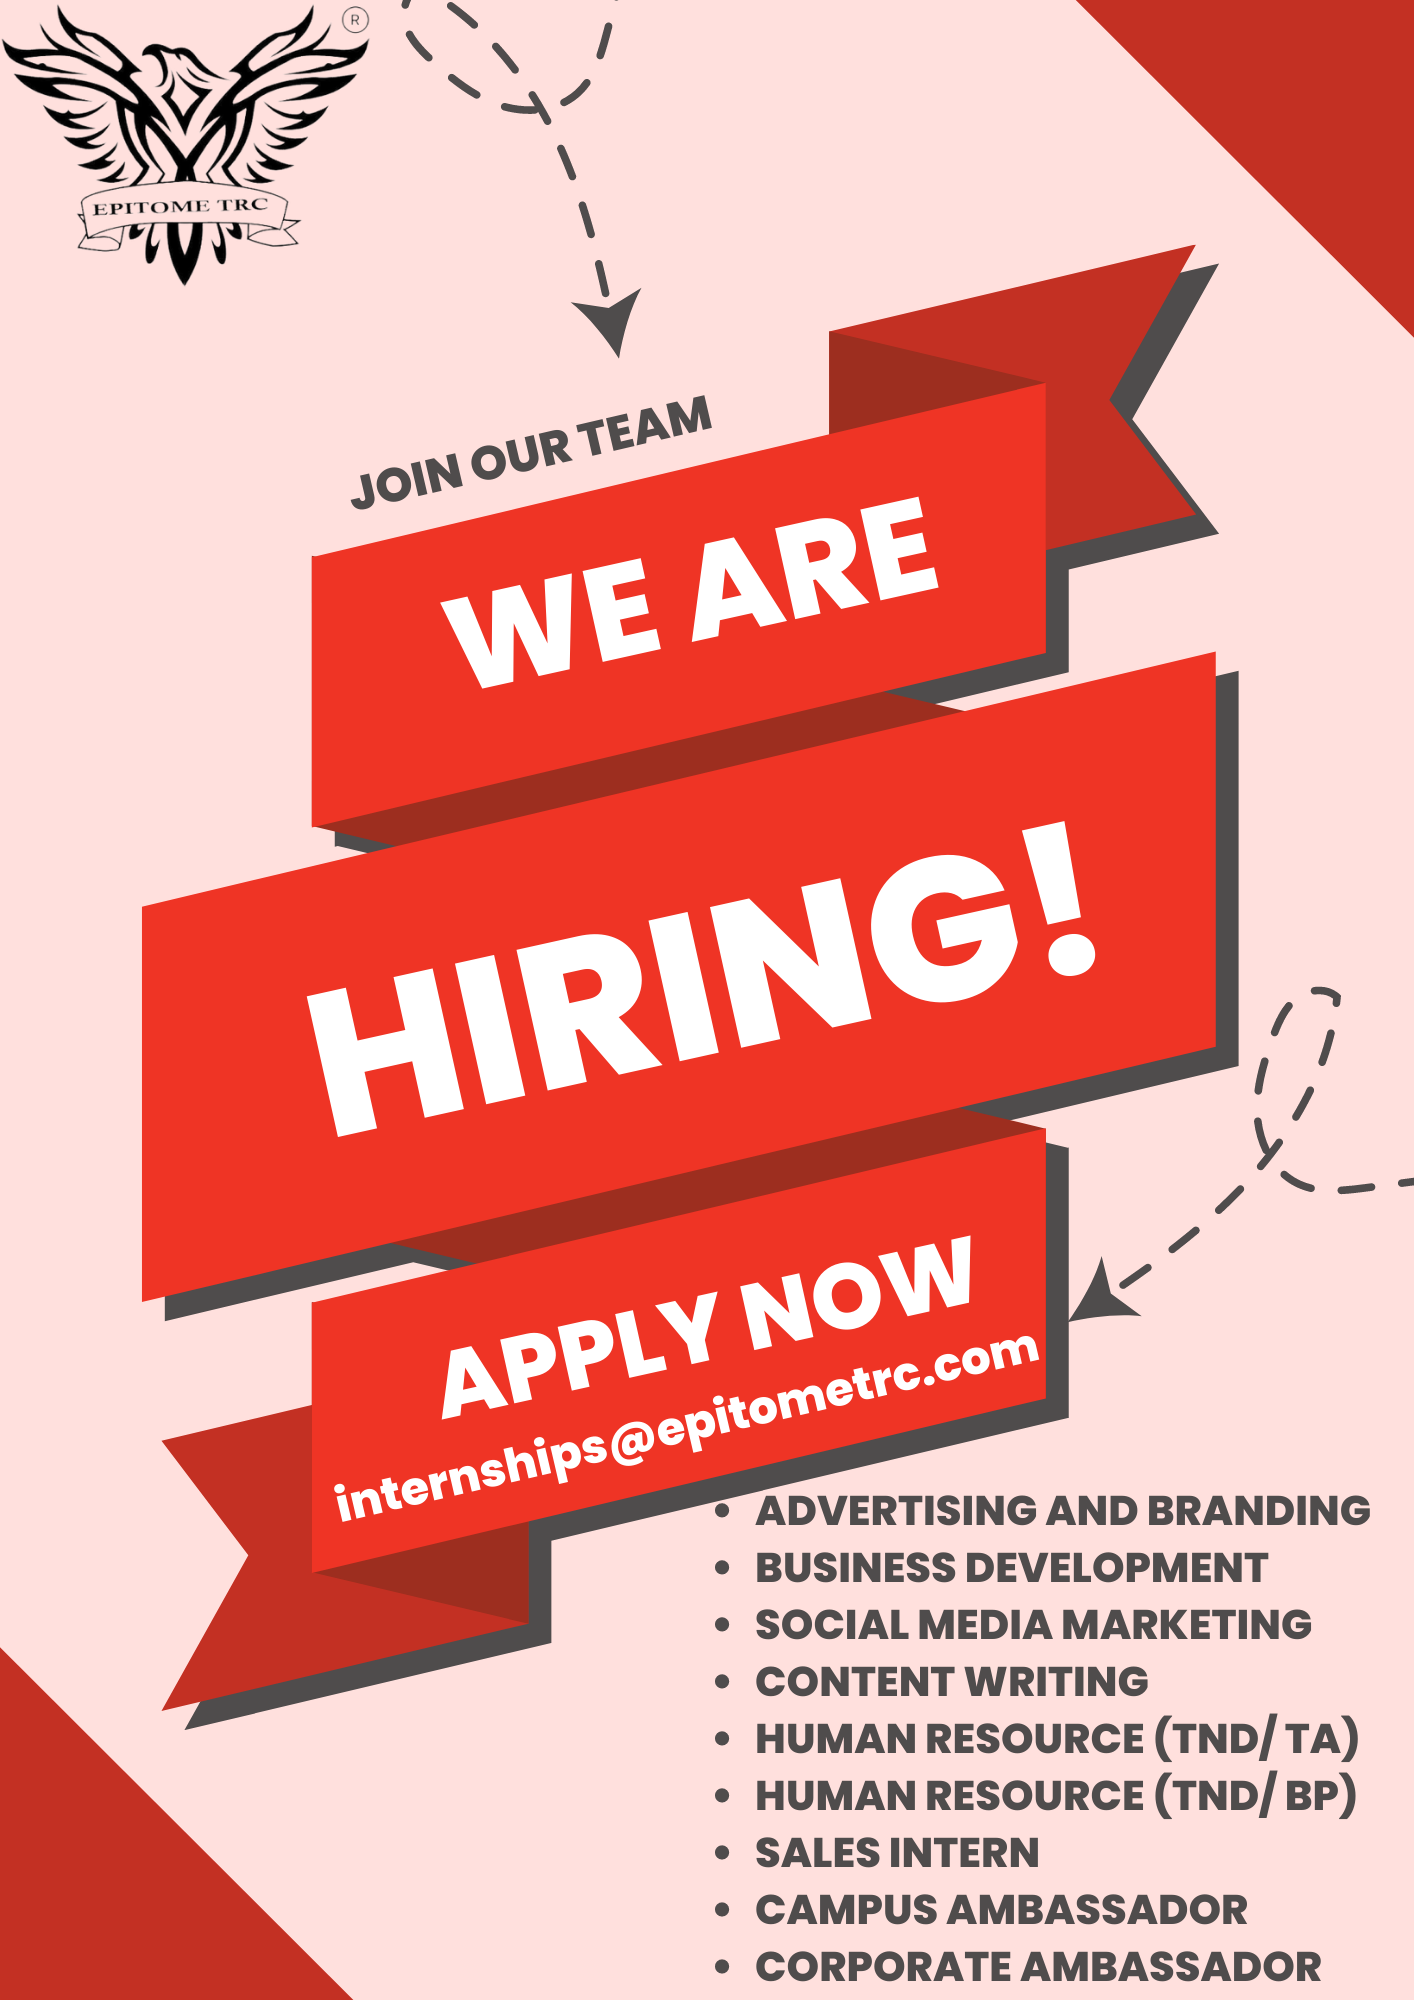 ®
EPITOME TRC
JOIN OUR TEAM
WE ARE
HIRING!
APPLY NOW
internships@epitometrc.com
• ADVERTISING AND BRANDING
• BUSINESS DEVELOPMENT
• SOCIAL MEDIA MARKETING
• CONTENT WRITING
• HUMAN RESOURCE (TND/ TA)
• HUMAN RESOURCE (TND/ BP)
• SALES INTERN
• CAMPUS AMBASSADOR
• CORPORATE AMBASSADOR